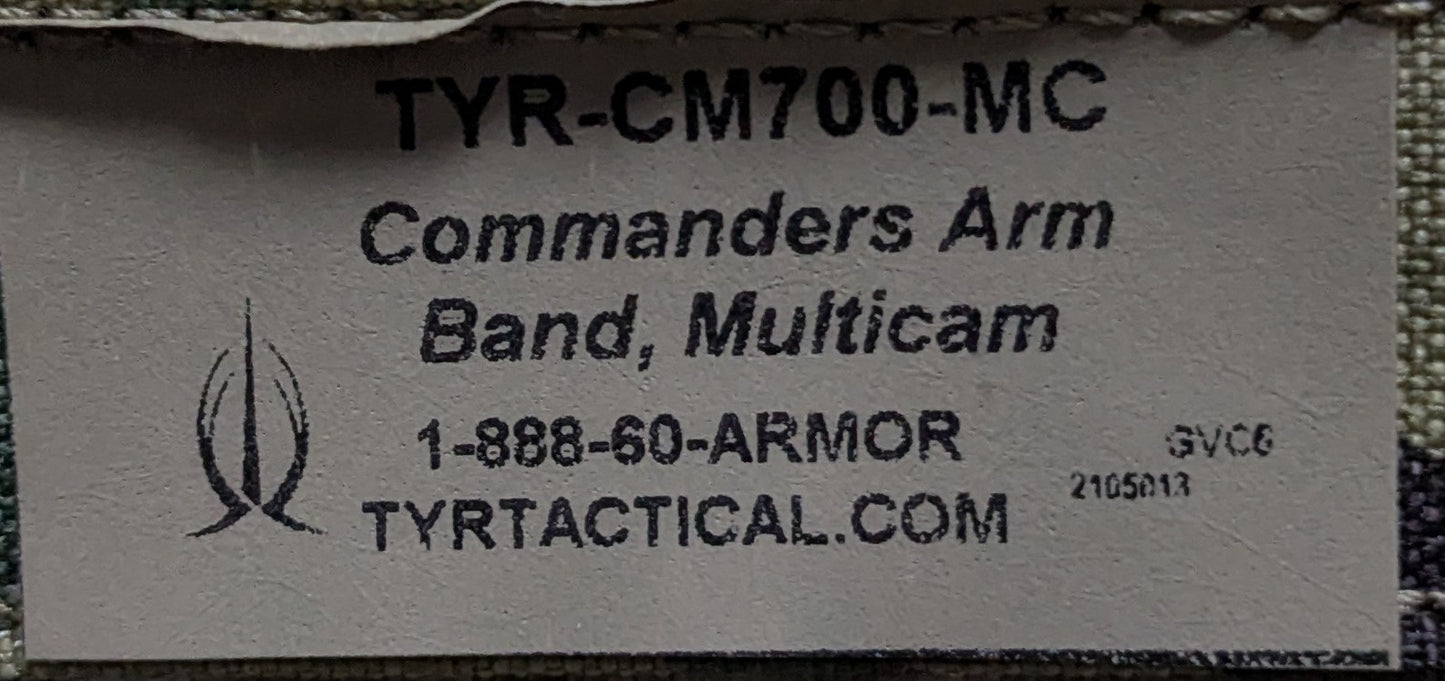 TYR-CM700-MC
Commanders Arm
Band, Multicam
1-888-60-ARMOR
GVC6
TYRTACTICAL.COM
2105013